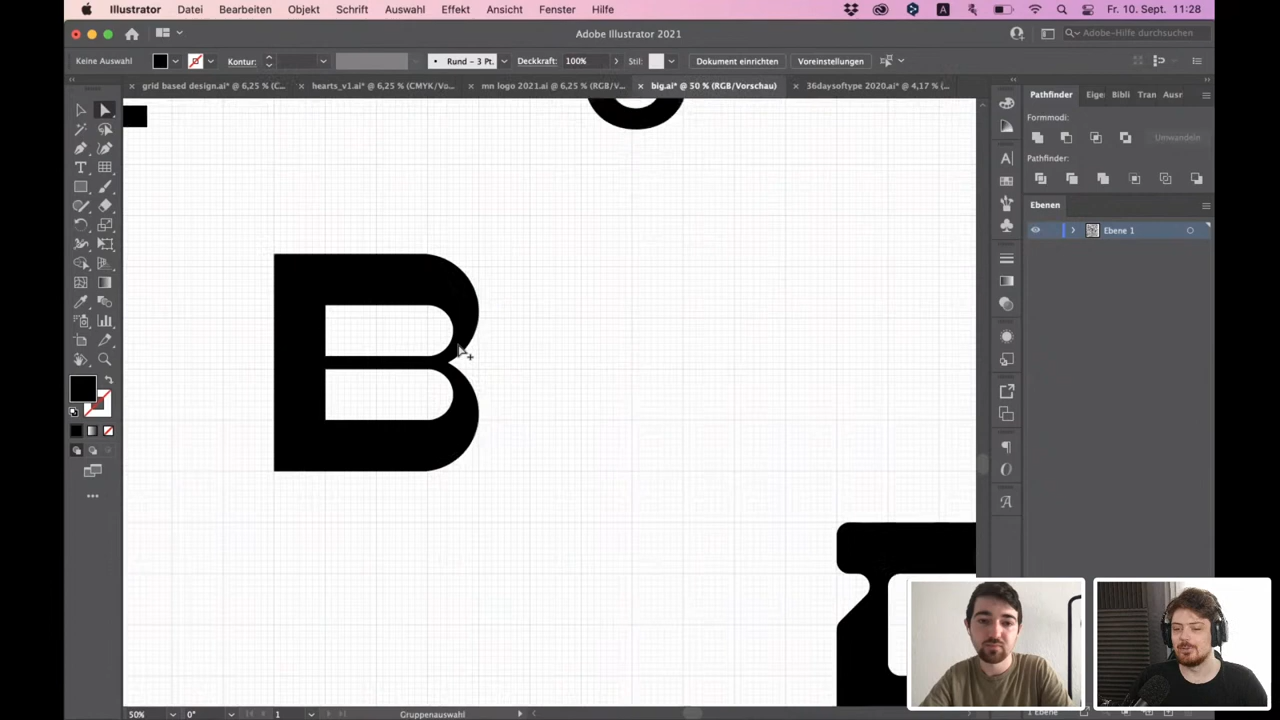 Illustrator Datei Bearbeiten Objekt Schrift Auswahl Effekt Ansicht Fenster Hilfe Fr. 10. Sept. 11:28
Adobe Illustrator 2021
Adobe-Hilfe durchsuchen
Keine Auswahl Kontur: Rund - 3 Pt. Deckkraft: 100% Stil: Dokument einrichten Voreinstellungen
grid based design.ai* @ 6,25 % (C... hearts_v1.ai* @ 6,25 % (CMYK/Vo... mn logo 2021.ai @ 6,25 % (RGB/V... big.ai* @ 50 % (RGB/Vorschau) 36daysoftype 2020.ai* @ 4,17 % (...
Pathfinder Eige Bibli Tran Ausr
Formmodi:
Umwandeln
Pathfinder:
Ebenen
Ebene 1
B
50% 0° 1 Gruppenauswahl
1 Ebene